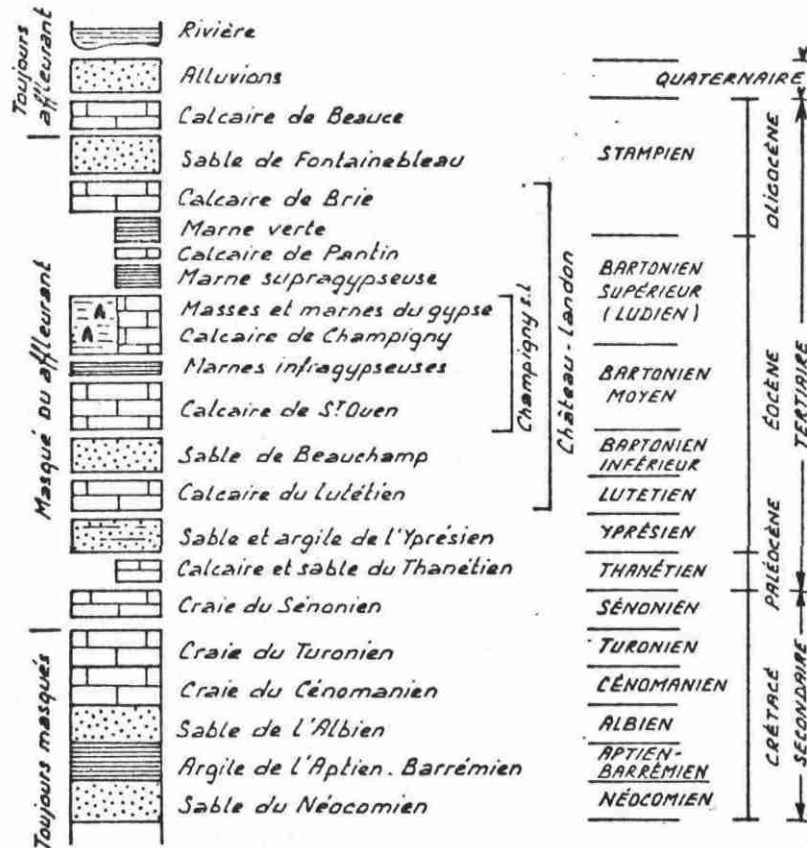 Toujours
affleurant
Masqué ou affleurant
Toujours masqués
Rivière
Alluvions
Calcaire de Beauce
Sable de Fontainebleau
Calcaire de Brie
Marne verte
Calcaire de Pantin
Marne supragypseuse
Masses et marnes du gypse
Calcaire de Champigny
Marnes infragypseuses
Calcaire de St Ouen
Sable de Beauchamp
Calcaire du Lutétien
Sable et argile de l'Yprésien
Calcaire et sable du Thanétien
Craie du Sénonien
Craie du Turonien
Craie du Cénomanien
Sable de l'Albien
Argile de l'Aptien. Barrémien
Sable du Néocomien
Champigny s.l
Château-Landon
QUATERNAIRE
STAMPIEN
BARTONIEN
SUPÉRIEUR
(LUDIEN)
BARTONIEN
MOYEN
BARTONIEN
INFÉRIEUR
LUTETIEN
YPRÉSIEN
THANÉTIEN
SÉNONIEN
TURONIEN
CÉNOMANIEN
ALBIEN
APTIEN-
BARRÉMIEN
NÉOCOMIEN
OLIGOCÈNE
ÉOCÈNE
PALÉOCÈNE
CRÉTACÉ
TERTIAIRE
SECONDAIRE